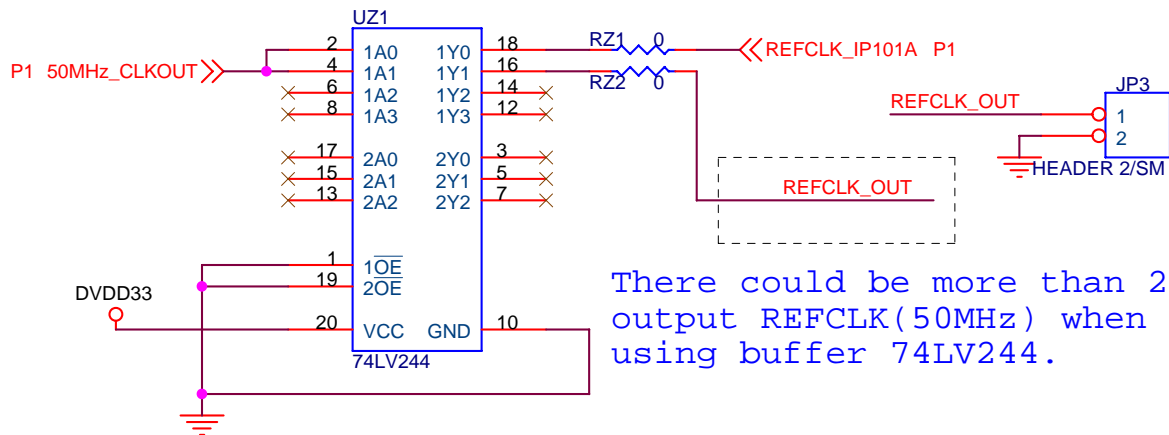 UZ1
P1 50MHz_CLKOUT
2 1A0 1Y0 18 RZ1 0 REFCLK_IP101A P1
4 1A1 1Y1 16 RZ2 0
6 1A2 1Y2 14
8 1A3 1Y3 12
17 2A0 2Y0 3
15 2A1 2Y1 5
13 2A2 2Y2 7
1 1OE
19 2OE
DVDD33
20 VCC GND 10
74LV244
REFCLK_OUT
JP3
REFCLK_OUT
1
2
HEADER 2/SM
There could be more than 2
output REFCLK(50MHz) when
using buffer 74LV244.